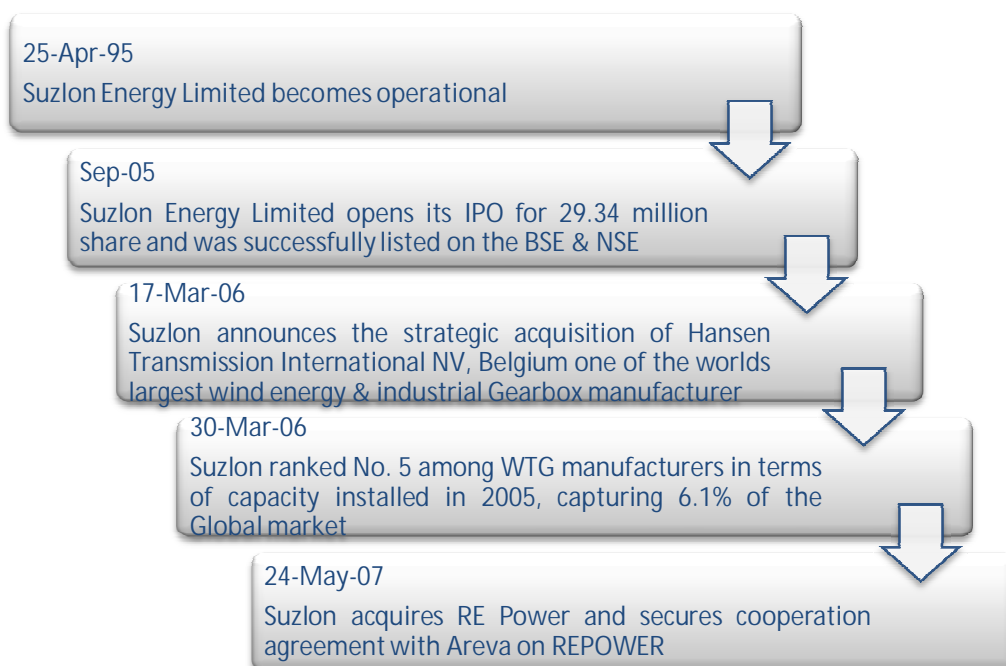 25-Apr-95
Suzlon Energy Limited becomes operational
Sep-05
Suzlon Energy Limited opens its IPO for 29.34 million
share and was successfully listed on the BSE & NSE
17-Mar-06
Suzlon announces the strategic acquisition of Hansen
Transmission International NV, Belgium one of the worlds
largest wind energy & industrial Gearbox manufacturer
30-Mar-06
Suzlon ranked No. 5 among WTG manufacturers in terms
of capacity installed in 2005, capturing 6.1% of the
Global market
24-May-07
Suzlon acquires RE Power and secures cooperation
agreement with Areva on REPOWER